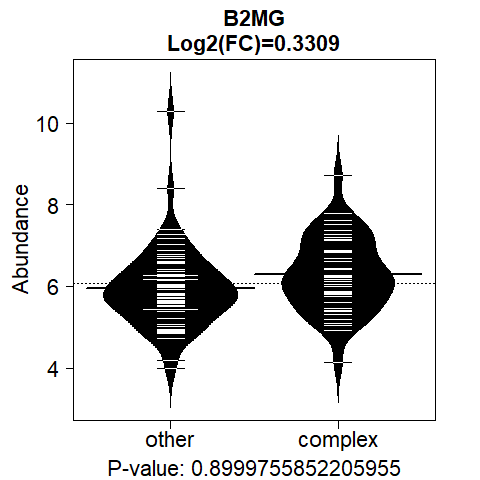 B2MG
Log2(FC)=0.3309
Abundance
10
8
6
4
other complex
P-value: 0.8999755852205955